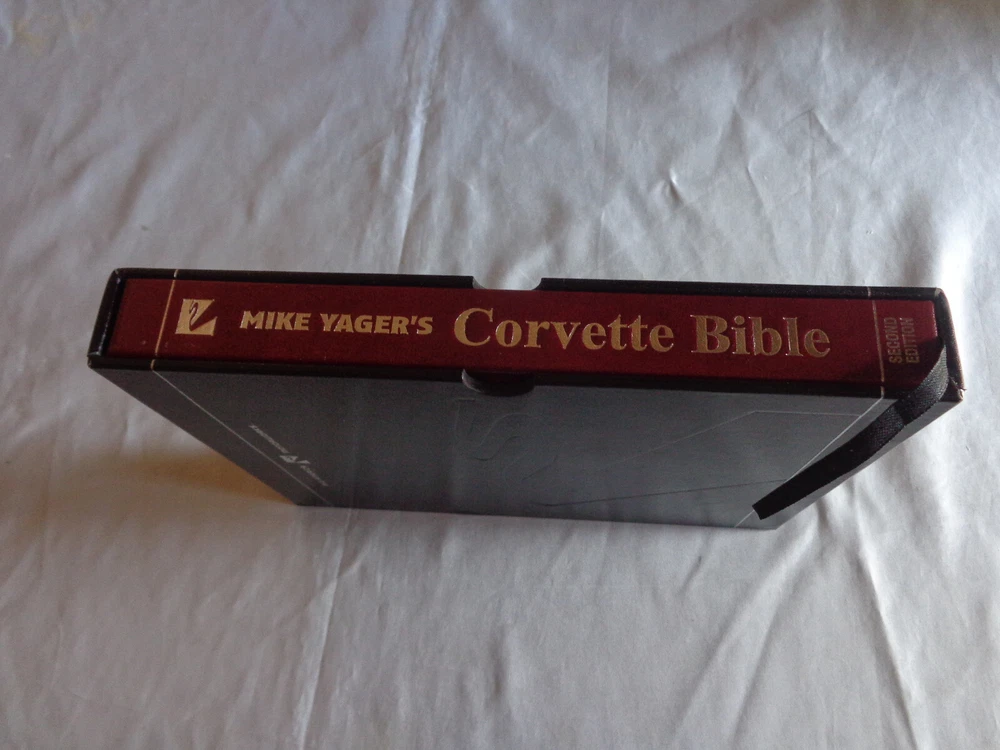 MIKE YAGER'S Corvette Bible
SECOND
EDITION